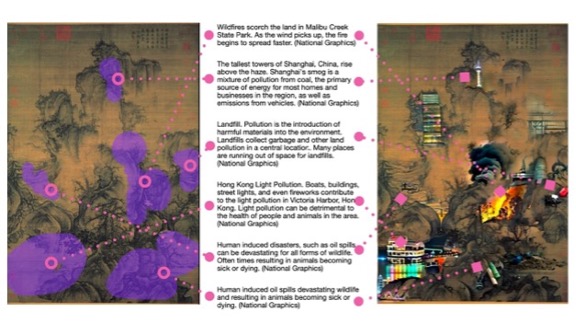 Wildfires scorch the land in Malibu Creek
State Park. As the wind picks up, the fire
begins to spread faster. (National Graphics)
The tallest towers of Shanghai, China, rise
above the haze. Shanghai's smog is a
mixture of pollution from coal, the primary
source of energy for most homes and
businesses in the region, as well as
emissions from vehicles. (National Graphics)
Landfill. Pollution is the introduction of
harmful materials into the environment.
Landfills collect garbage and other land
pollution in a central location. Many places
are running out of space for landfills.
(National Graphics)
Hong Kong Light Pollution. Boats, buildings,
street lights, and even fireworks contribute
to the light pollution in Victoria Harbor, Hong
Kong. Light pollution can be detrimental to
the health of people and animals in the area.
(National Graphics)
Human induced disasters, such as oil spills
can be devastating for all forms of wildlife.
Often times resulting in animals becoming
sick or dying. (National Graphics)
Human induced oil spills devastating wildlife
and resulting in animals becoming sick or
dying. (National Graphics)